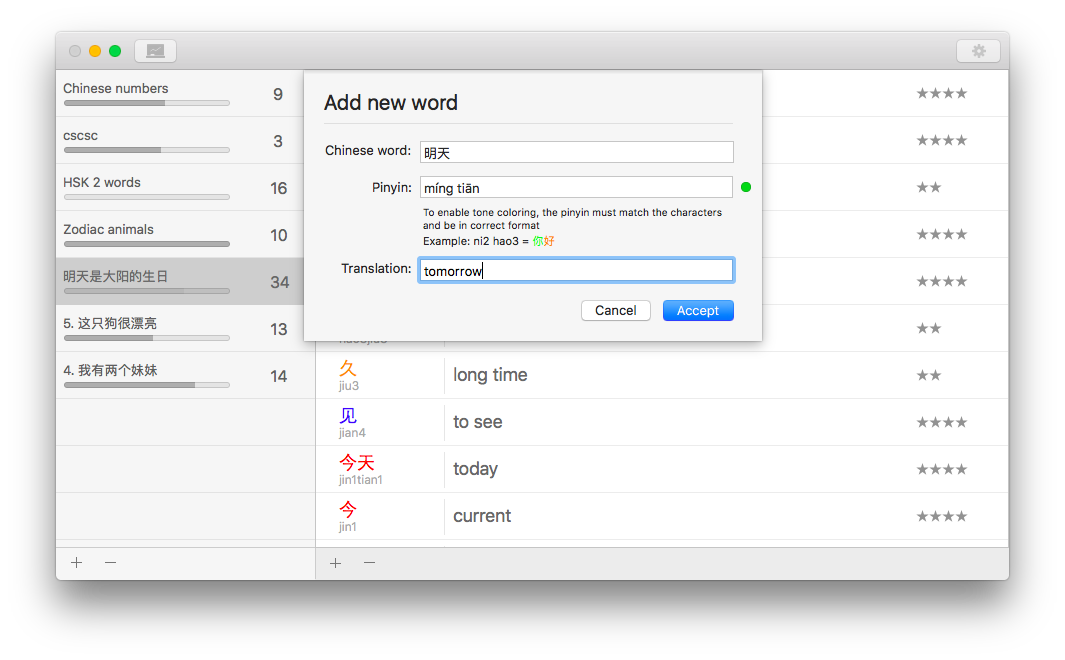 Chinese numbers
9
cscsc
3
HSK 2 words
16
Zodiac animals
10
明天是大阳的生日
34
5. 这只狗很漂亮
13
4. 我有两个妹妹
14
Add new word
Chinese word: 明天
Pinyin: míng tiān
To enable tone coloring, the pinyin must match the characters
and be in correct format
Example: ni2 hao3 = 你好
Translation: tomorrow
Cancel
Accept
久
jiu3
long time
见
jian4
to see
今天
jin1tian1
today
今
jin1
current